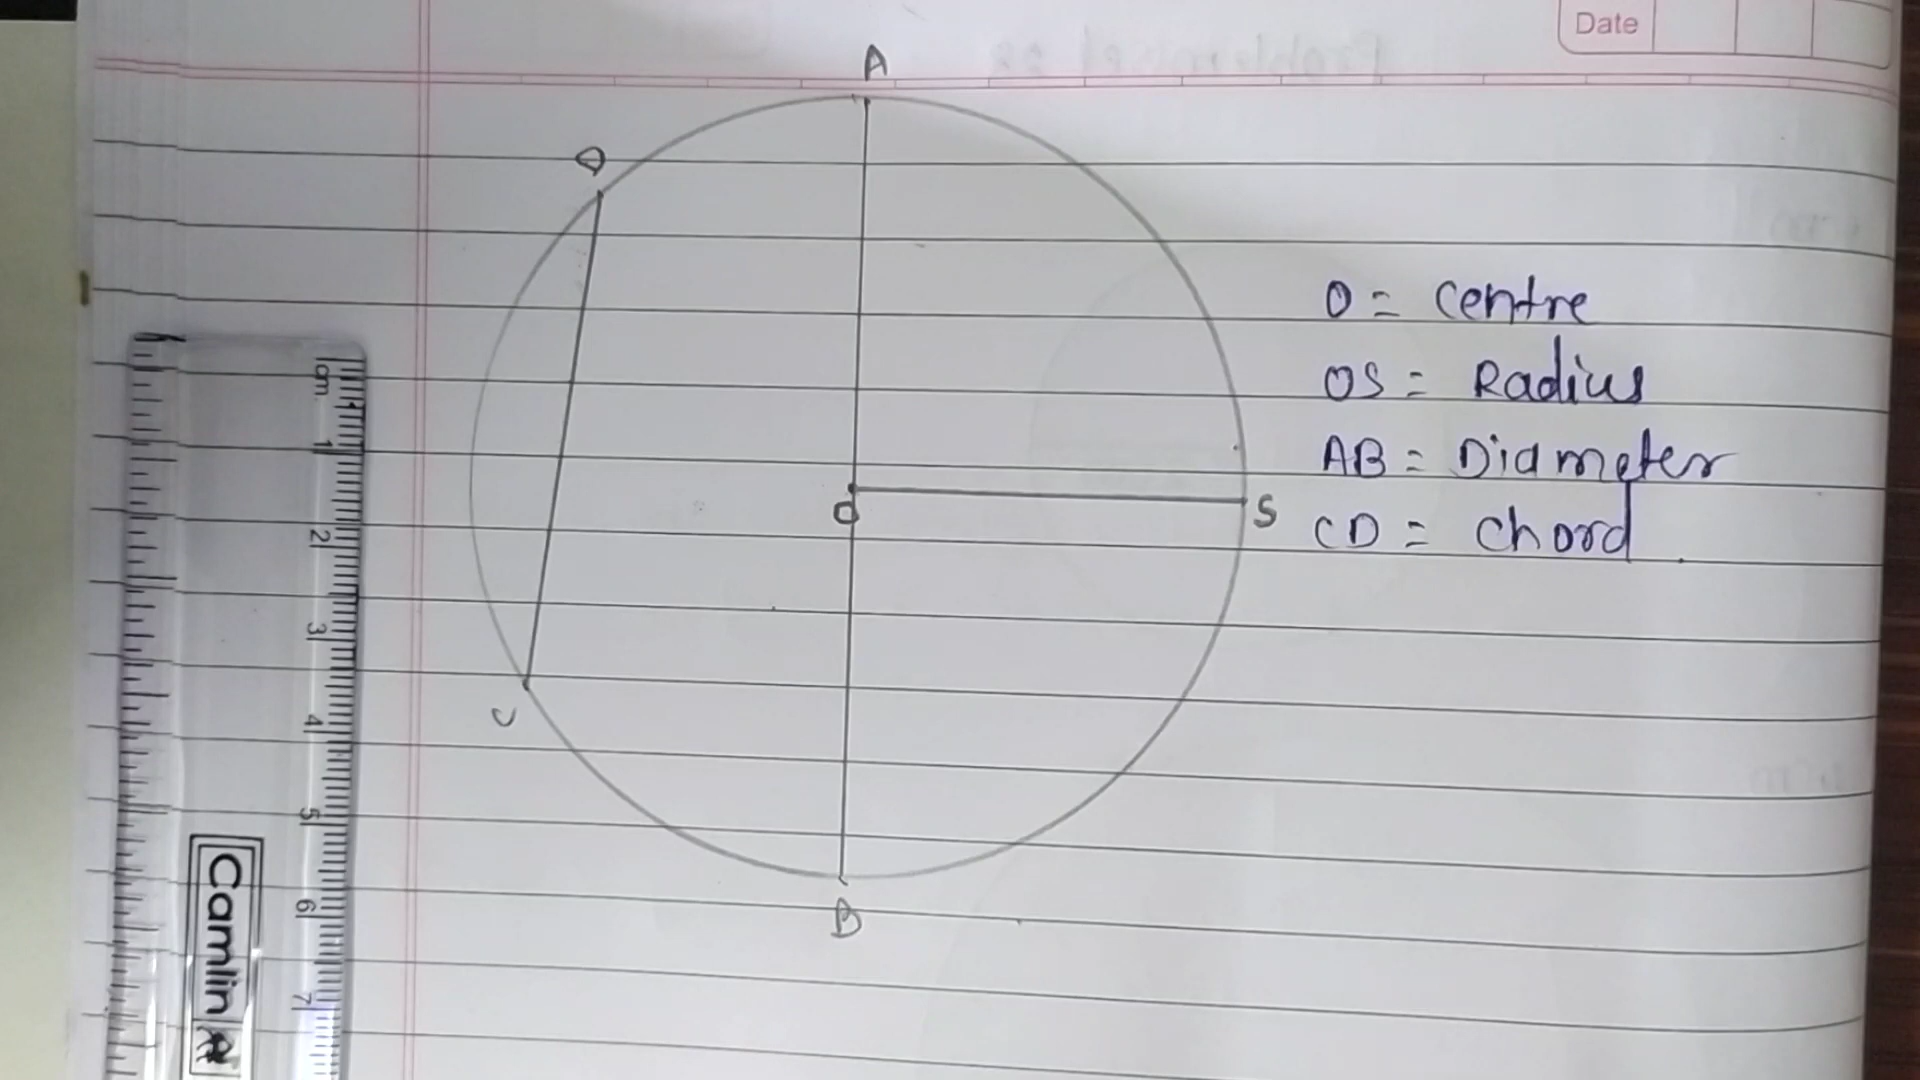 Date
A
D
O = Centre
OS = Radius
AB = Diameter
O
S
CD = Chord
C
B
cm
1
2
3
4
5
6
7
Camlin